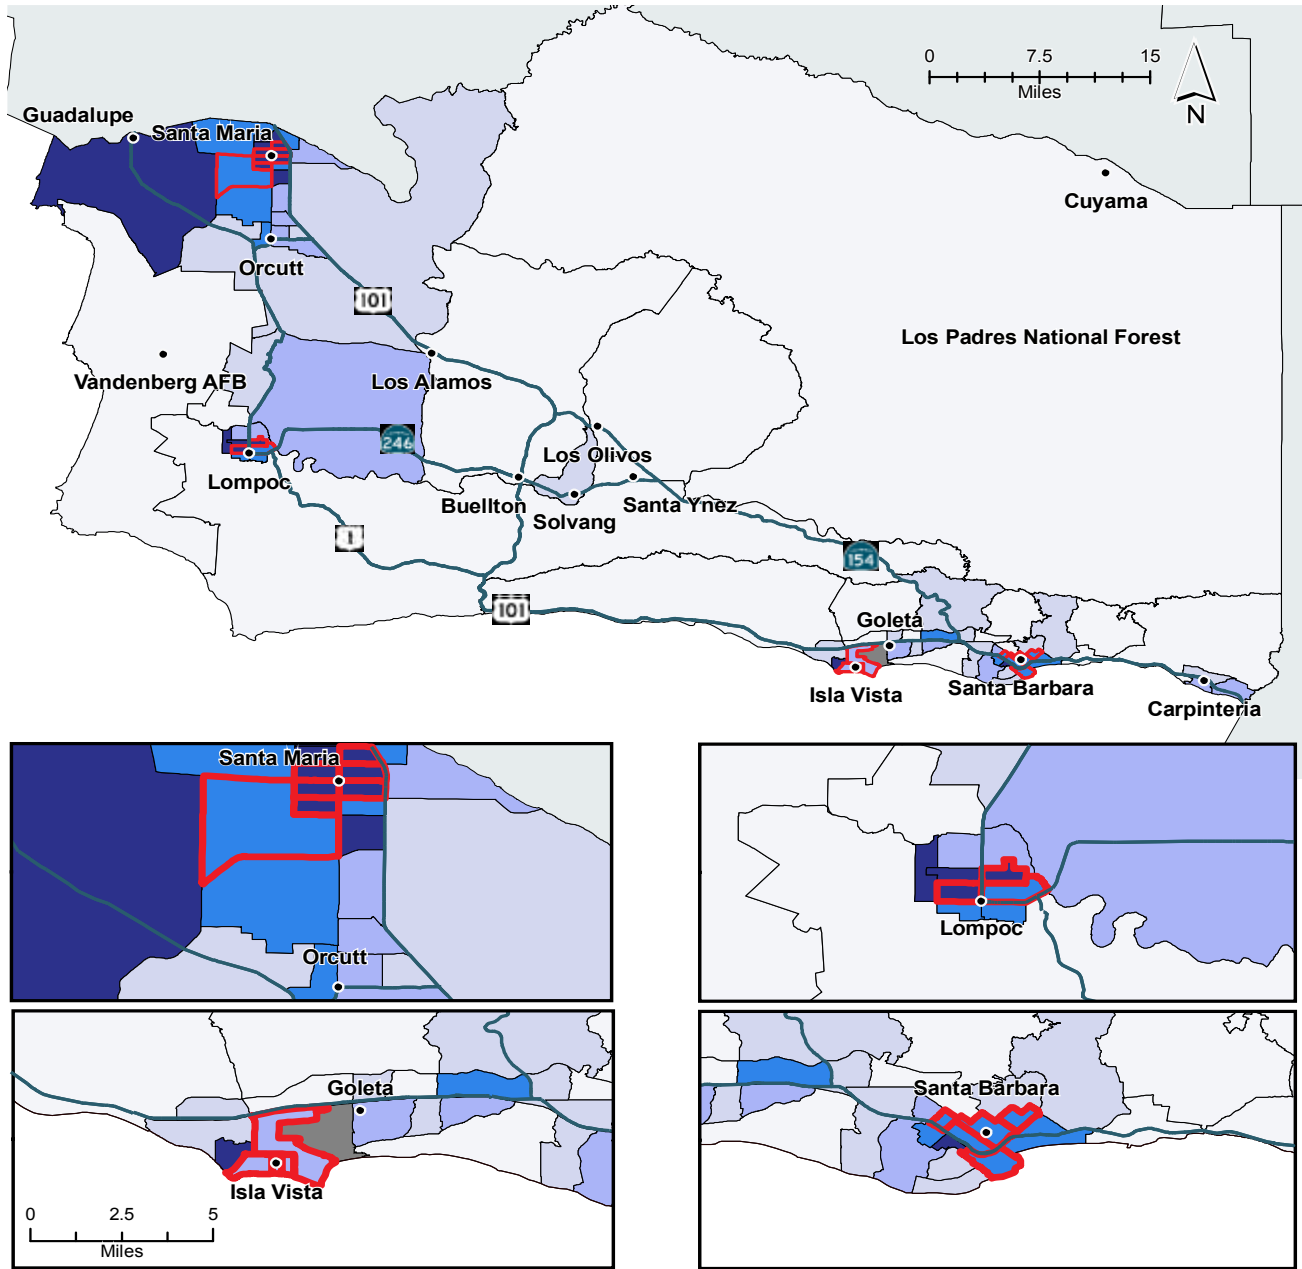 0 7.5 15
Miles
N
Guadalupe
Santa Maria
Cuyama
Orcutt
101
Los Padres National Forest
Vandenberg AFB
Los Alamos
246
Los Olivos
Lompoc
Buellton
Santa Ynez
Solvang
1
154
101
Goleta
Isla Vista
Santa Barbara
Carpinteria
Santa Maria
Orcutt
Lompoc
Goleta
Isla Vista
0 2.5 5
Miles
Santa Barbara